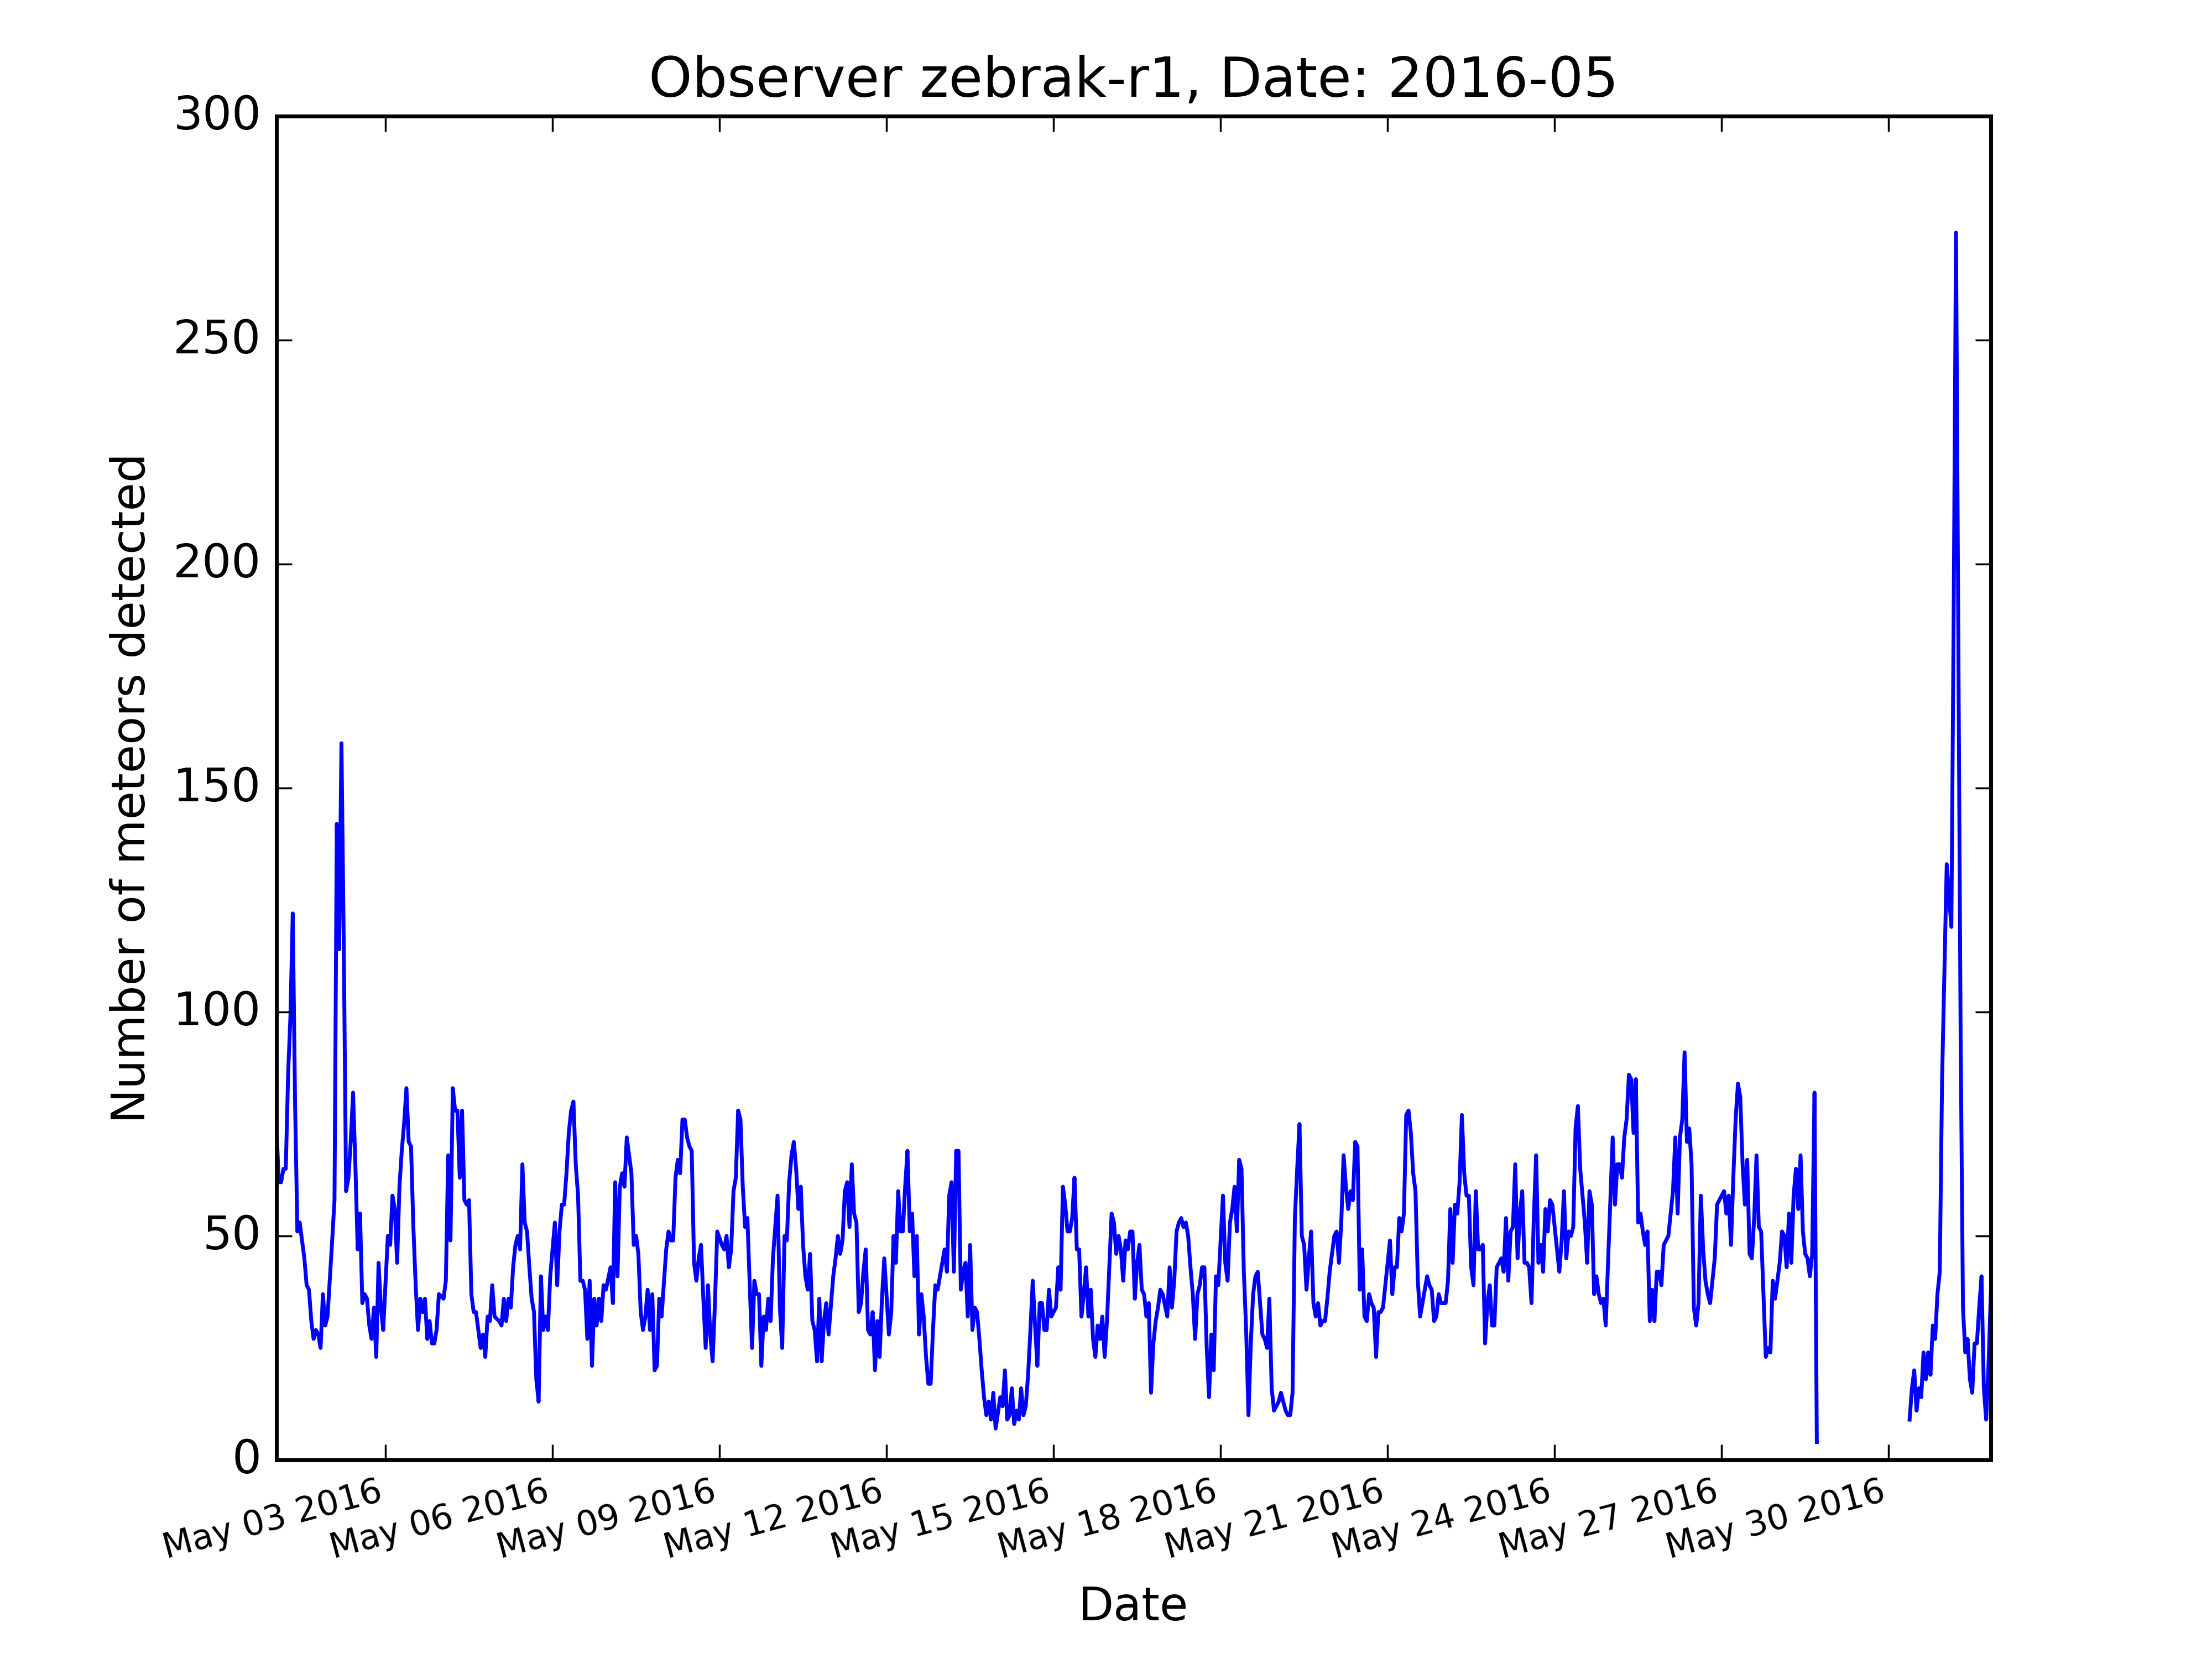 Observer zebrak-r1, Date: 2016-05
Number of meteors detected
300
250
200
150
100
50
0
May 03 2016
May 06 2016
May 09 2016
May 12 2016
May 15 2016
May 18 2016
May 21 2016
May 24 2016
May 27 2016
May 30 2016
Date